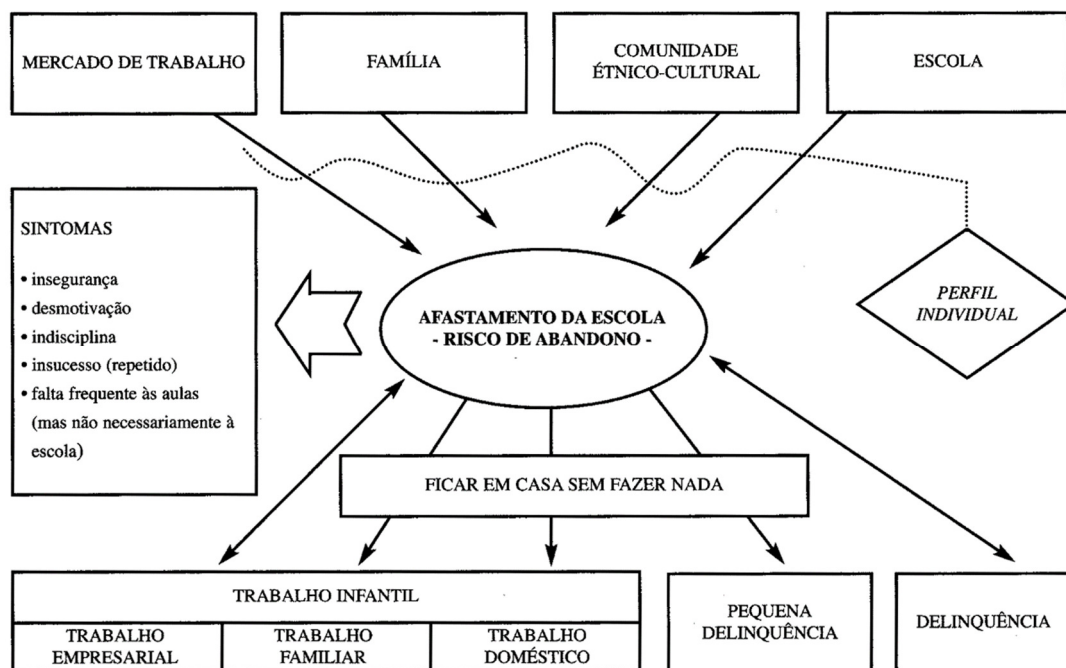 MERCADO DE TRABALHO
FAMÍLIA
COMUNIDADE
ÉTNICO-CULTURAL
ESCOLA
SINTOMAS
• insegurança
• desmotivação
• indisciplina
• insucesso (repetido)
• falta frequente às aulas
(mas não necessariamente à
escola)
AFASTAMENTO DA ESCOLA
- RISCO DE ABANDONO -
PERFIL
INDIVIDUAL
FICAR EM CASA SEM FAZER NADA
TRABALHO INFANTIL
TRABALHO
EMPRESARIAL
TRABALHO
FAMILIAR
TRABALHO
DOMÉSTICO
PEQUENA
DELINQUÊNCIA
DELINQUÊNCIA